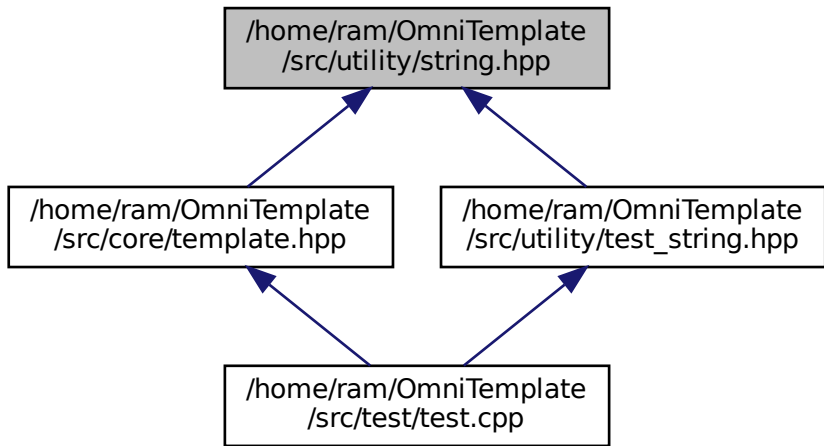 /home/ram/OmniTemplate
/src/utility/string.hpp
/home/ram/OmniTemplate
/src/core/template.hpp
/home/ram/OmniTemplate
/src/utility/test_string.hpp
/home/ram/OmniTemplate
/src/test/test.cpp